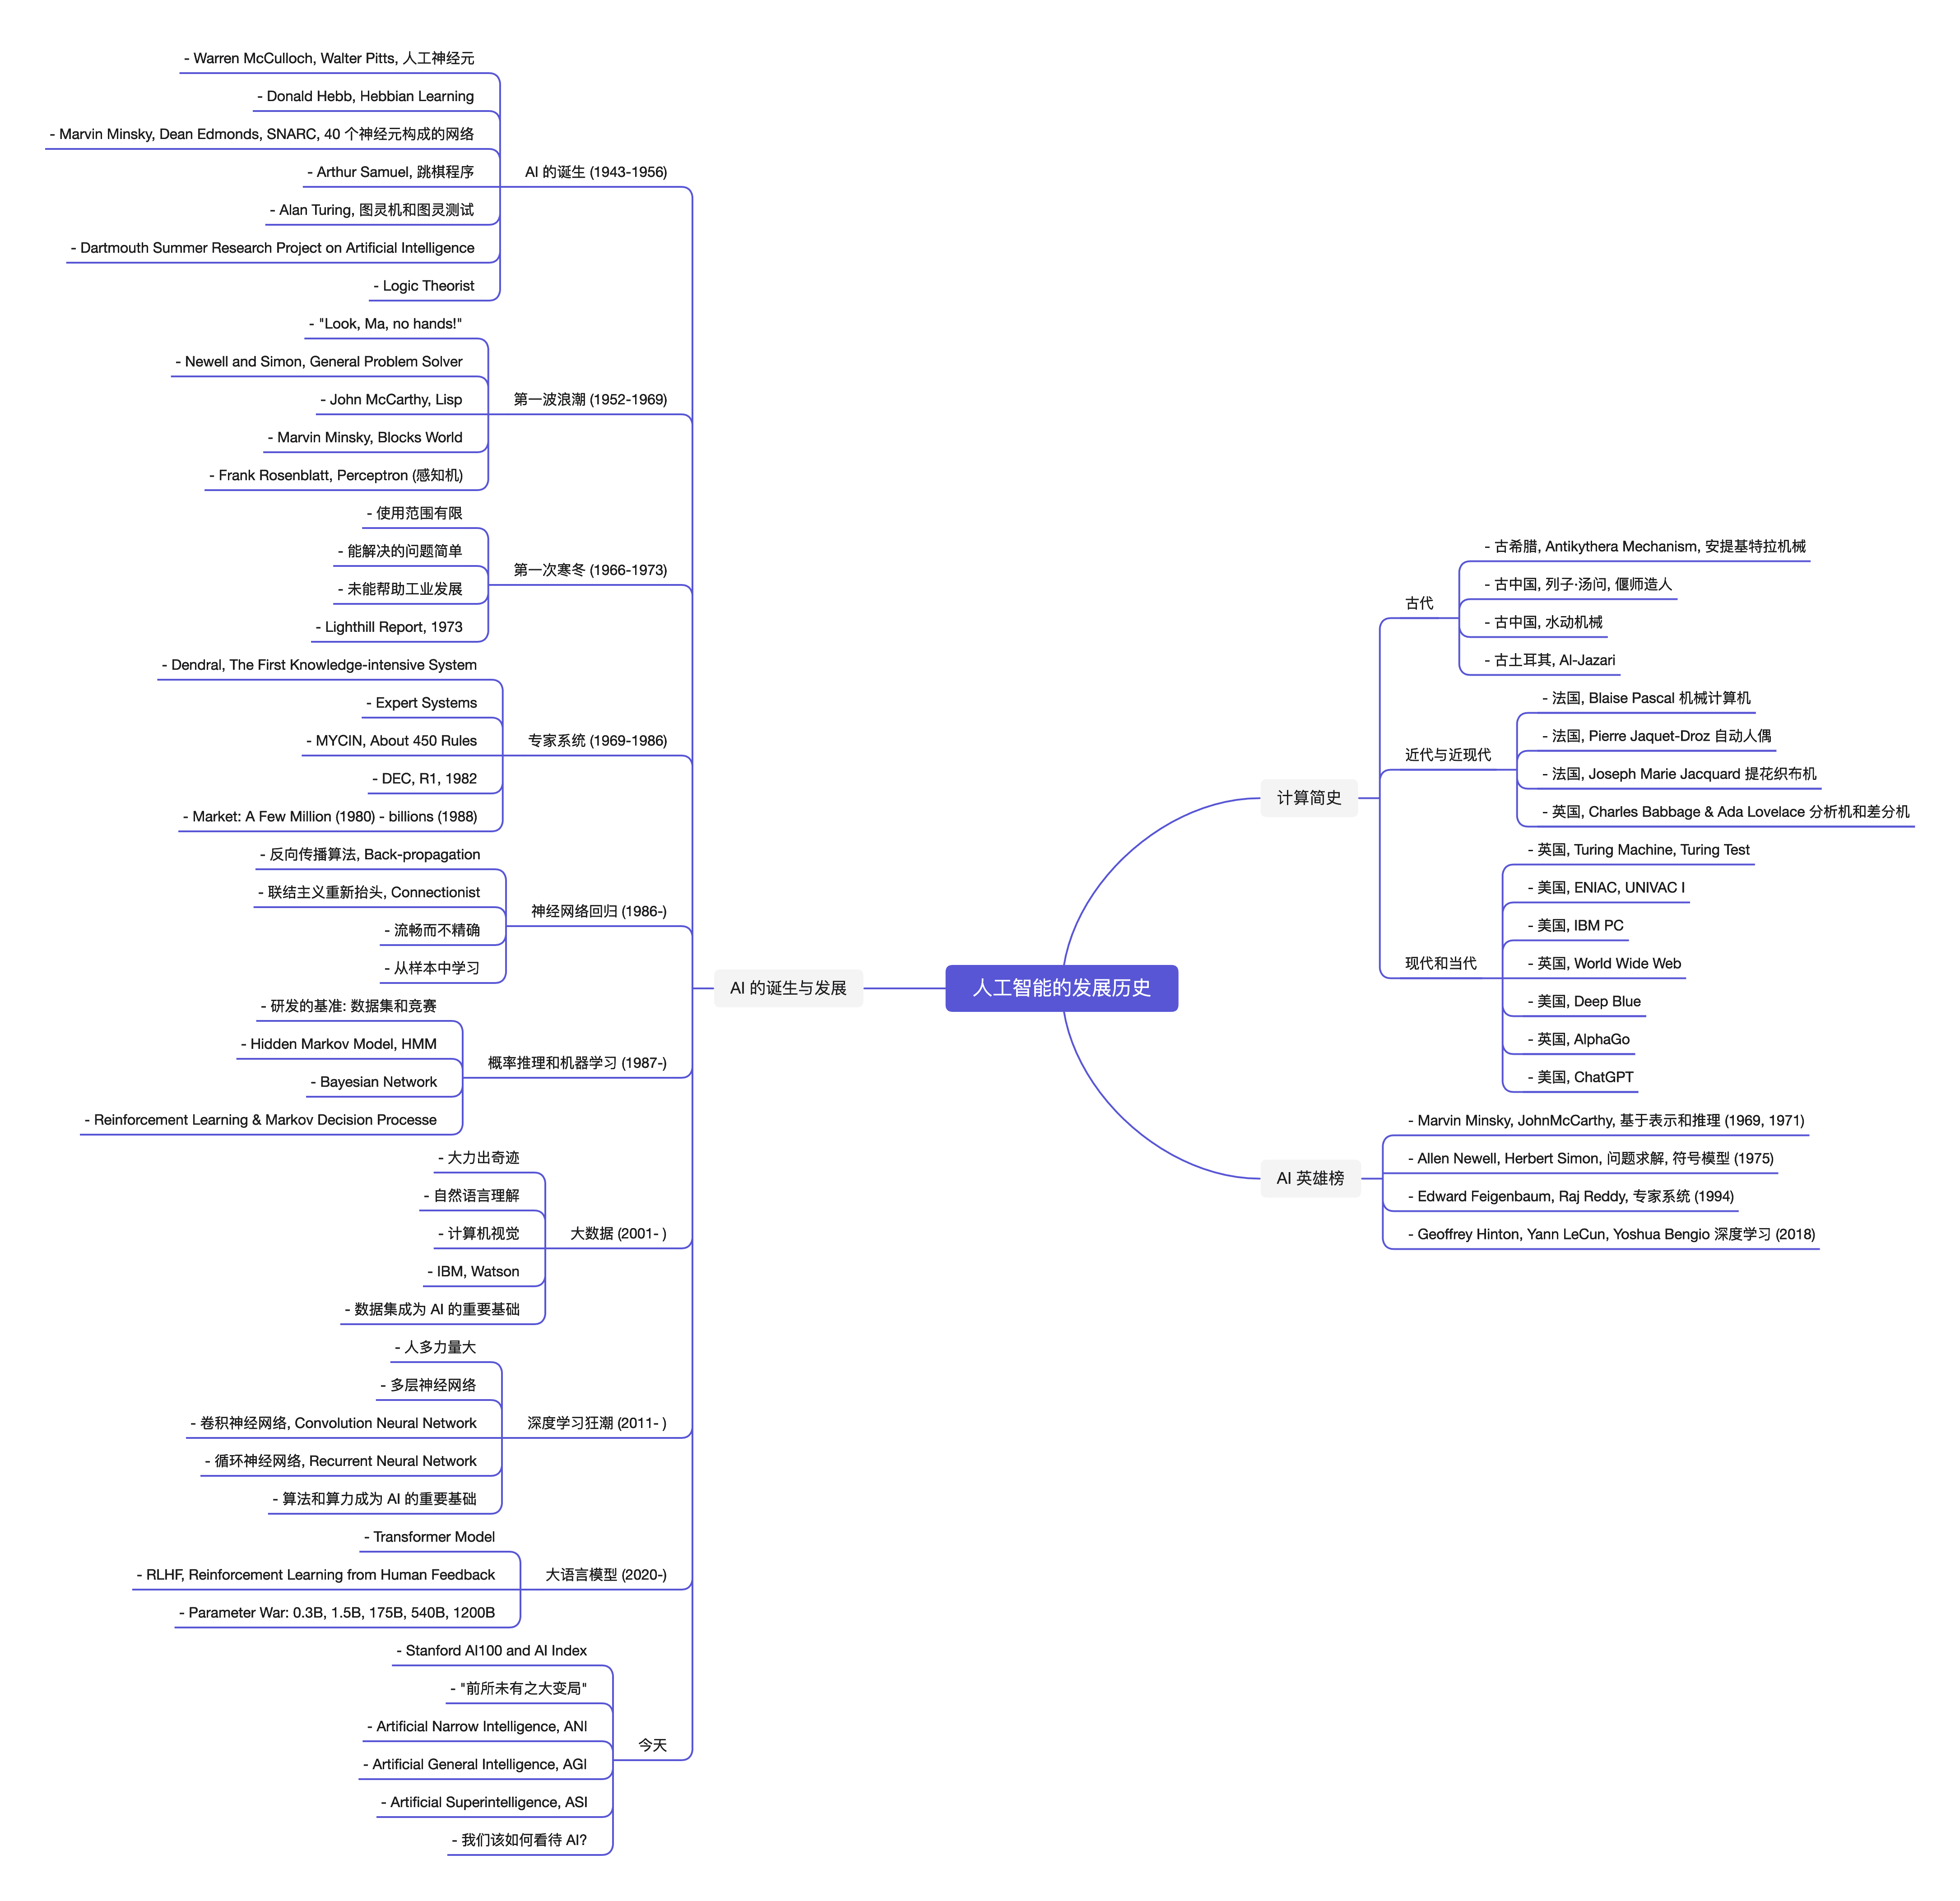 人工智能的发展历史
计算简史
古代
- 古希腊, Antikythera Mechanism, 安提基特拉机械
- 古中国, 列子·汤问, 偃师造人
- 古中国, 水动机械
- 古土耳其, Al-Jazari
近代与近现代
- 法国, Blaise Pascal 机械计算机
- 法国, Pierre Jaquet-Droz 自动人偶
- 法国, Joseph Marie Jacquard 提花织布机
- 英国, Charles Babbage & Ada Lovelace 分析机和差分机
现代和当代
- 英国, Turing Machine, Turing Test
- 美国, ENIAC, UNIVAC I
- 美国, IBM PC
- 英国, World Wide Web
- 美国, Deep Blue
- 英国, AlphaGo
- 美国, ChatGPT
AI 英雄榜
- Marvin Minsky, JohnMcCarthy, 基于表示和推理 (1969, 1971)
- Allen Newell, Herbert Simon, 问题求解, 符号模型 (1975)
- Edward Feigenbaum, Raj Reddy, 专家系统 (1994)
- Geoffrey Hinton, Yann LeCun, Yoshua Bengio 深度学习 (2018)
AI 的诞生与发展
AI 的诞生 (1943-1956)
- Warren McCulloch, Walter Pitts, 人工神经元
- Donald Hebb, Hebbian Learning
- Marvin Minsky, Dean Edmonds, SNARC, 40 个神经元构成的网络
- Arthur Samuel, 跳棋程序
- Alan Turing, 图灵机和图灵测试
- Dartmouth Summer Research Project on Artificial Intelligence
- Logic Theorist
第一波浪潮 (1952-1969)
- "Look, Ma, no hands!"
- Newell and Simon, General Problem Solver
- John McCarthy, Lisp
- Marvin Minsky, Blocks World
- Frank Rosenblatt, Perceptron (感知机)
第一次寒冬 (1966-1973)
- 使用范围有限
- 能解决的问题简单
- 未能帮助工业发展
- Lighthill Report, 1973
专家系统 (1969-1986)
- Dendral, The First Knowledge-intensive System
- Expert Systems
- MYCIN, About 450 Rules
- DEC, R1, 1982
- Market: A Few Million (1980) - billions (1988)
神经网络回归 (1986-)
- 反向传播算法, Back-propagation
- 联结主义重新抬头, Connectionist
- 流畅而不精确
- 从样本中学习
概率推理和机器学习 (1987-)
- 研发的基准: 数据集和竞赛
- Hidden Markov Model, HMM
- Bayesian Network
- Reinforcement Learning & Markov Decision Processe
大数据 (2001- )
- 大力出奇迹
- 自然语言理解
- 计算机视觉
- IBM, Watson
- 数据集成为 AI 的重要基础
深度学习狂潮 (2011- )
- 人多力量大
- 多层神经网络
- 卷积神经网络, Convolution Neural Network
- 循环神经网络, Recurrent Neural Network
- 算法和算力成为 AI 的重要基础
大语言模型 (2020-)
- Transformer Model
- RLHF, Reinforcement Learning from Human Feedback
- Parameter War: 0.3B, 1.5B, 175B, 540B, 1200B
今天
- Stanford AI100 and AI Index
- "前所未有之大变局"
- Artificial Narrow Intelligence, ANI
- Artificial General Intelligence, AGI
- Artificial Superintelligence, ASI
- 我们该如何看待 AI?